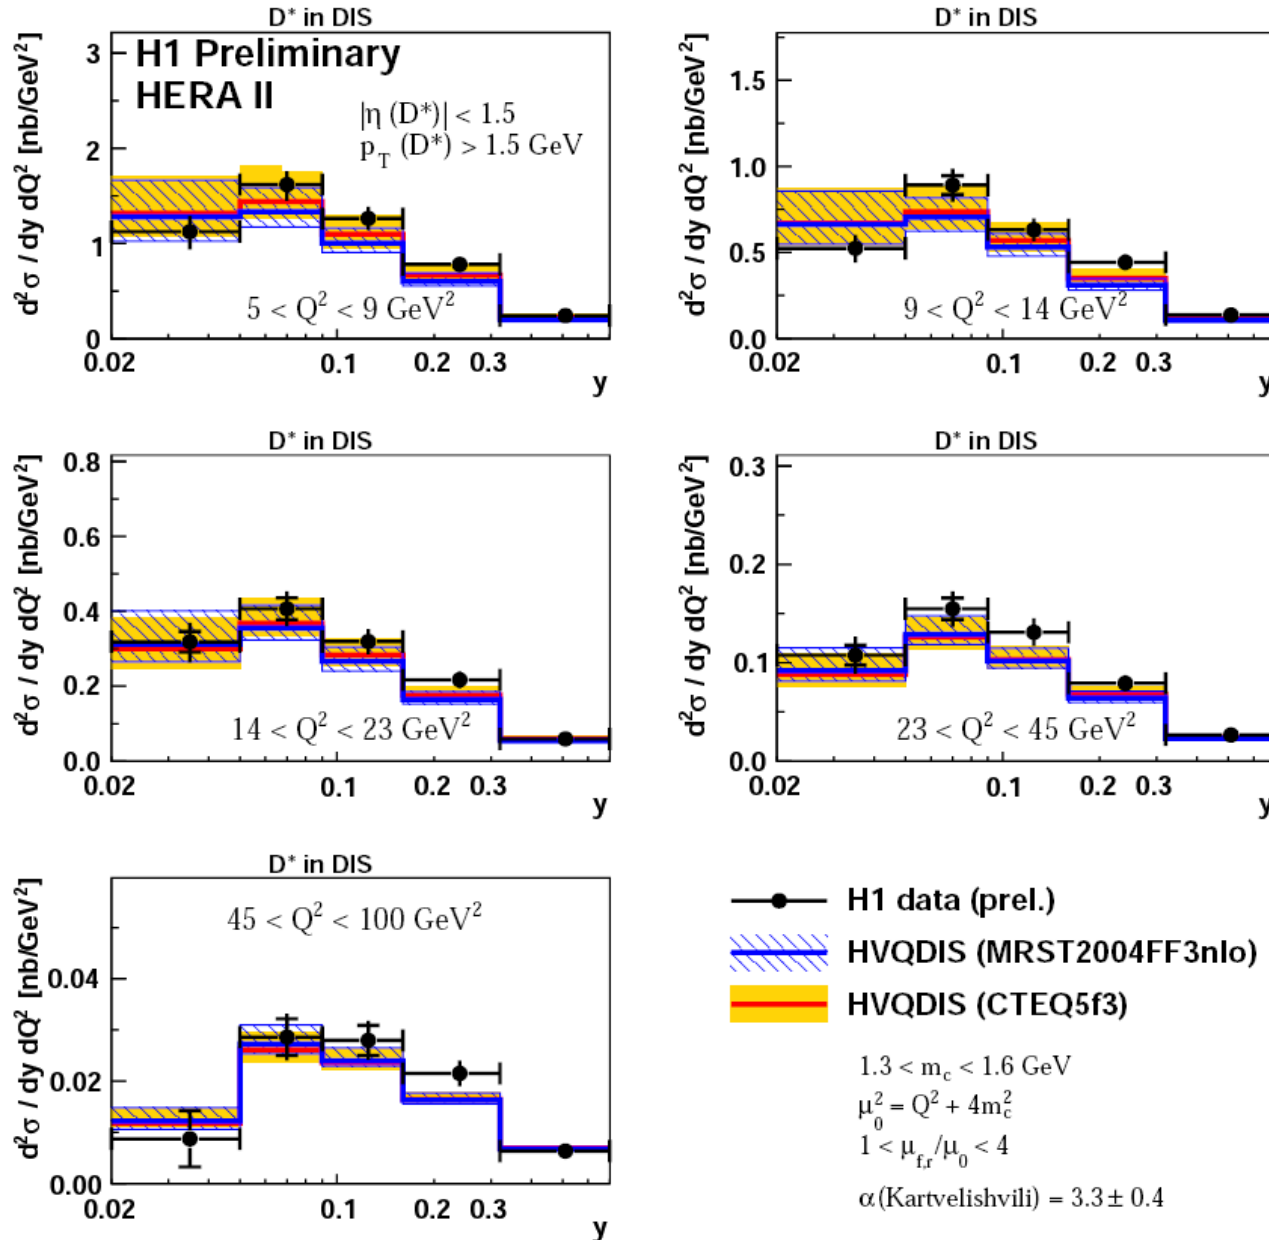 D* in DIS
H1 Preliminary
HERA II
|η (D*)| < 1.5
p_T (D*) > 1.5 GeV
5 < Q² < 9 GeV²
d²σ / dy dQ² [nb/GeV²]
3
2
1
0
0.02
0.1
0.2
0.3
y
D* in DIS
9 < Q² < 14 GeV²
d²σ / dy dQ² [nb/GeV²]
1.5
1.0
0.5
0.0
0.02
0.1
0.2
0.3
y
D* in DIS
14 < Q² < 23 GeV²
d²σ / dy dQ² [nb/GeV²]
0.8
0.6
0.4
0.2
0.0
0.02
0.1
0.2
0.3
y
D* in DIS
23 < Q² < 45 GeV²
d²σ / dy dQ² [nb/GeV²]
0.3
0.2
0.1
0.0
0.02
0.1
0.2
0.3
y
D* in DIS
45 < Q² < 100 GeV²
d²σ / dy dQ² [nb/GeV²]
0.04
0.02
0.00
0.02
0.1
0.2
0.3
y
H1 data (prel.)
HVQDIS (MRST2004FF3nlo)
HVQDIS (CTEQ5f3)
1.3 < m_c < 1.6 GeV
μ₀² = Q² + 4m_c²
1 < μ_f,r/μ₀ < 4
α(Kartvelishvili) = 3.3 ± 0.4